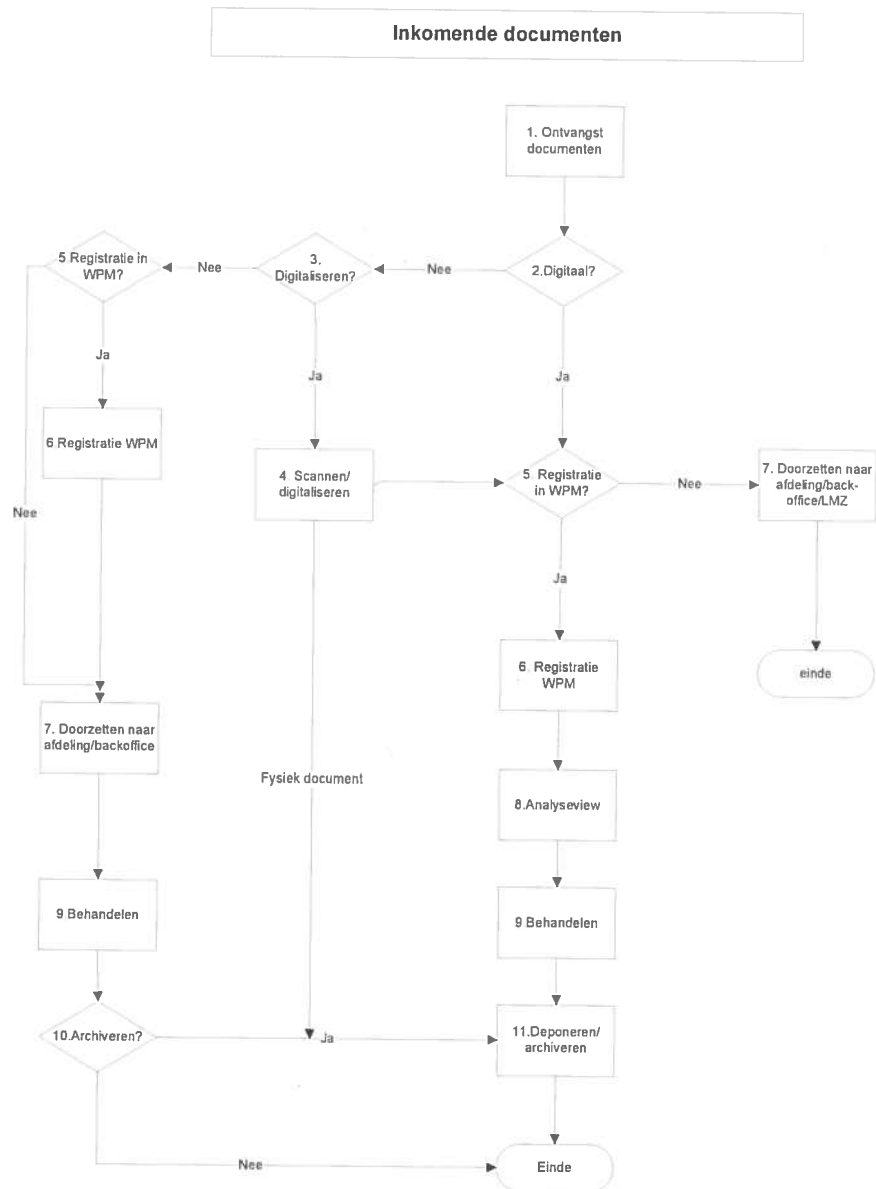 Inkomende documenten
1. Ontvangst
documenten
5.Registratie in
WPM?
Nee
3.
Digitaliseren?
Nee
2.Digitaal?
Ja
Ja
Ja
6 Registratie WPM
4. Scannen/
digitaliseren
5. Registratie
in WPM?
Nee
7. Doorzetten naar
afdeling/back-
office/LMZ
Nee
Ja
6. Registratie
WPM
einde
7. Doorzetten naar
afdeling/backoffice
Fysiek document
8.Analyseview
9 Behandelen
9 Behandelen
10.Archiveren?
Ja
11.Deponeren/
archiveren
Nee
Einde